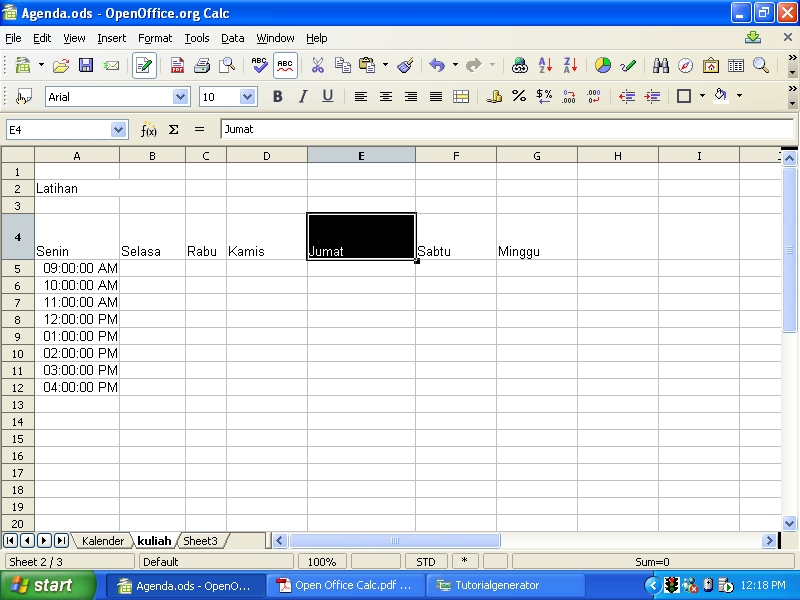 Agenda.ods - OpenOffice.org Calc
File Edit View Insert Format Tools Data Window Help
ABC ABC
Arial 10 B I U
E4 f(x) Σ = Jumat
A B C D E F G H I
1
2 Latihan
3
4 Senin Selasa Rabu Kamis Jumat Sabtu Minggu
5 09:00:00 AM
6 10:00:00 AM
7 11:00:00 AM
8 12:00:00 PM
9 01:00:00 PM
10 02:00:00 PM
11 03:00:00 PM
12 04:00:00 PM
13
14
15
16
17
18
19
20
Kalender kuliah Sheet3
Sheet 2 / 3 Default 100% STD * Sum=0
start Agenda.ods - OpenO... Open Office Calc.pdf ... Tutorialgenerator 12:18 PM